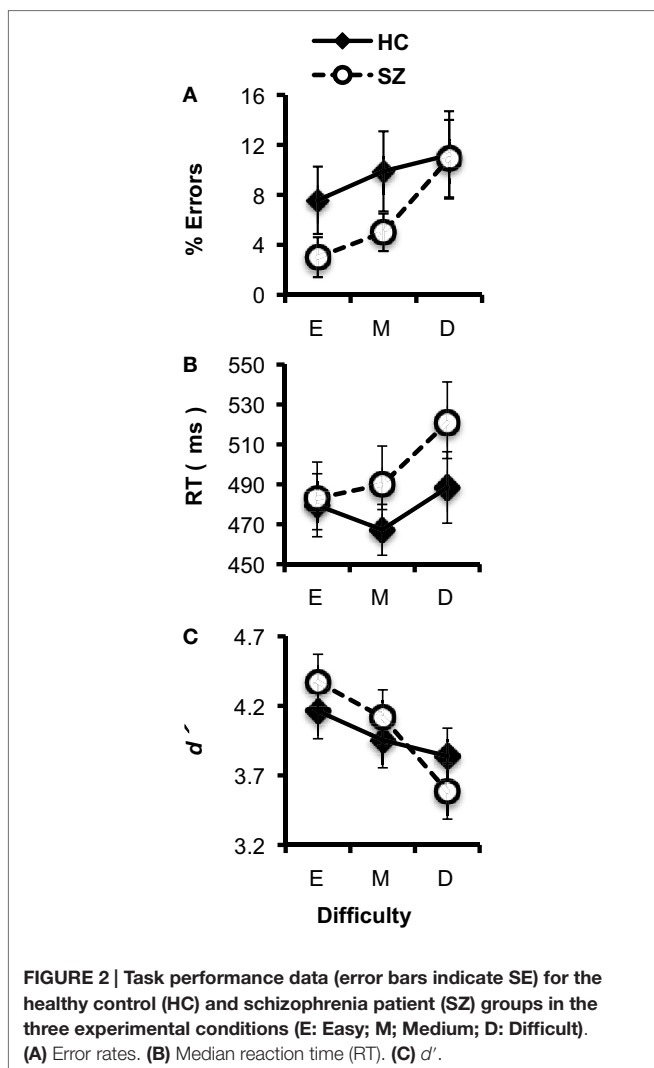 HC
SZ
A
16
12
8
4
0
% Errors
E M D
B
550
530
510
490
470
450
RT ( ms )
E M D
C
4.7
4.2
3.7
3.2
d ´
E M D
Difficulty
FIGURE 2 | Task performance data (error bars indicate SE) for the
healthy control (HC) and schizophrenia patient (SZ) groups in the
three experimental conditions (E: Easy; M; Medium; D: Difficult).
(A) Error rates. (B) Median reaction time (RT). (C) d′.